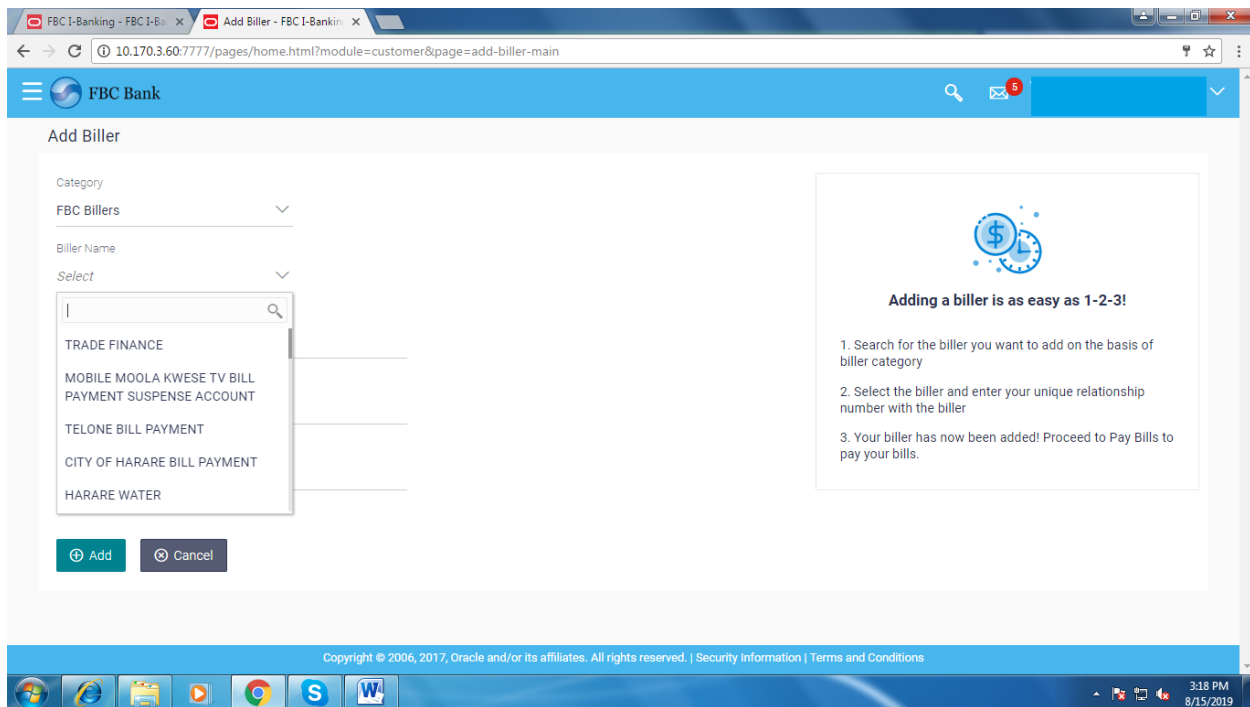 FBC I-Banking - FBC I-Ba
Add Biller - FBC I-Banking
10.170.3.60:7777/pages/home.html?module=customer&page=add-biller-main
FBC Bank
5
Add Biller
Category
FBC Billers
Biller Name
Select
TRADE FINANCE
MOBILE MOOLA KWESE TV BILL
PAYMENT SUSPENSE ACCOUNT
TELONE BILL PAYMENT
CITY OF HARARE BILL PAYMENT
HARARE WATER
Add
Cancel
Adding a biller is as easy as 1-2-3!
1. Search for the biller you want to add on the basis of
biller category
2. Select the biller and enter your unique relationship
number with the biller
3. Your biller has now been added! Proceed to Pay Bills to
pay your bills.
Copyright © 2006, 2017, Oracle and/or its affiliates. All rights reserved. | Security Information | Terms and Conditions
3:18 PM
8/15/2019